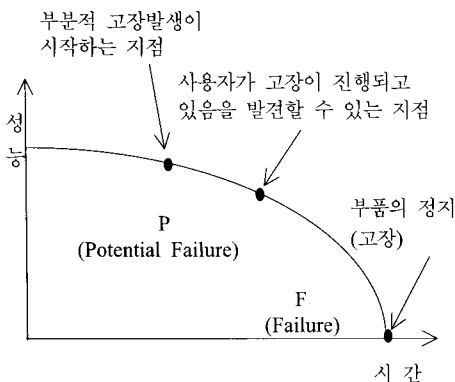 부분적 고장발생이
시작하는 지점
사용자가 고장이 진행되고
있음을 발견할 수 있는 지점
성
능
부품의 정지
(고장)
P
(Potential Failure)
F
(Failure)
시 간